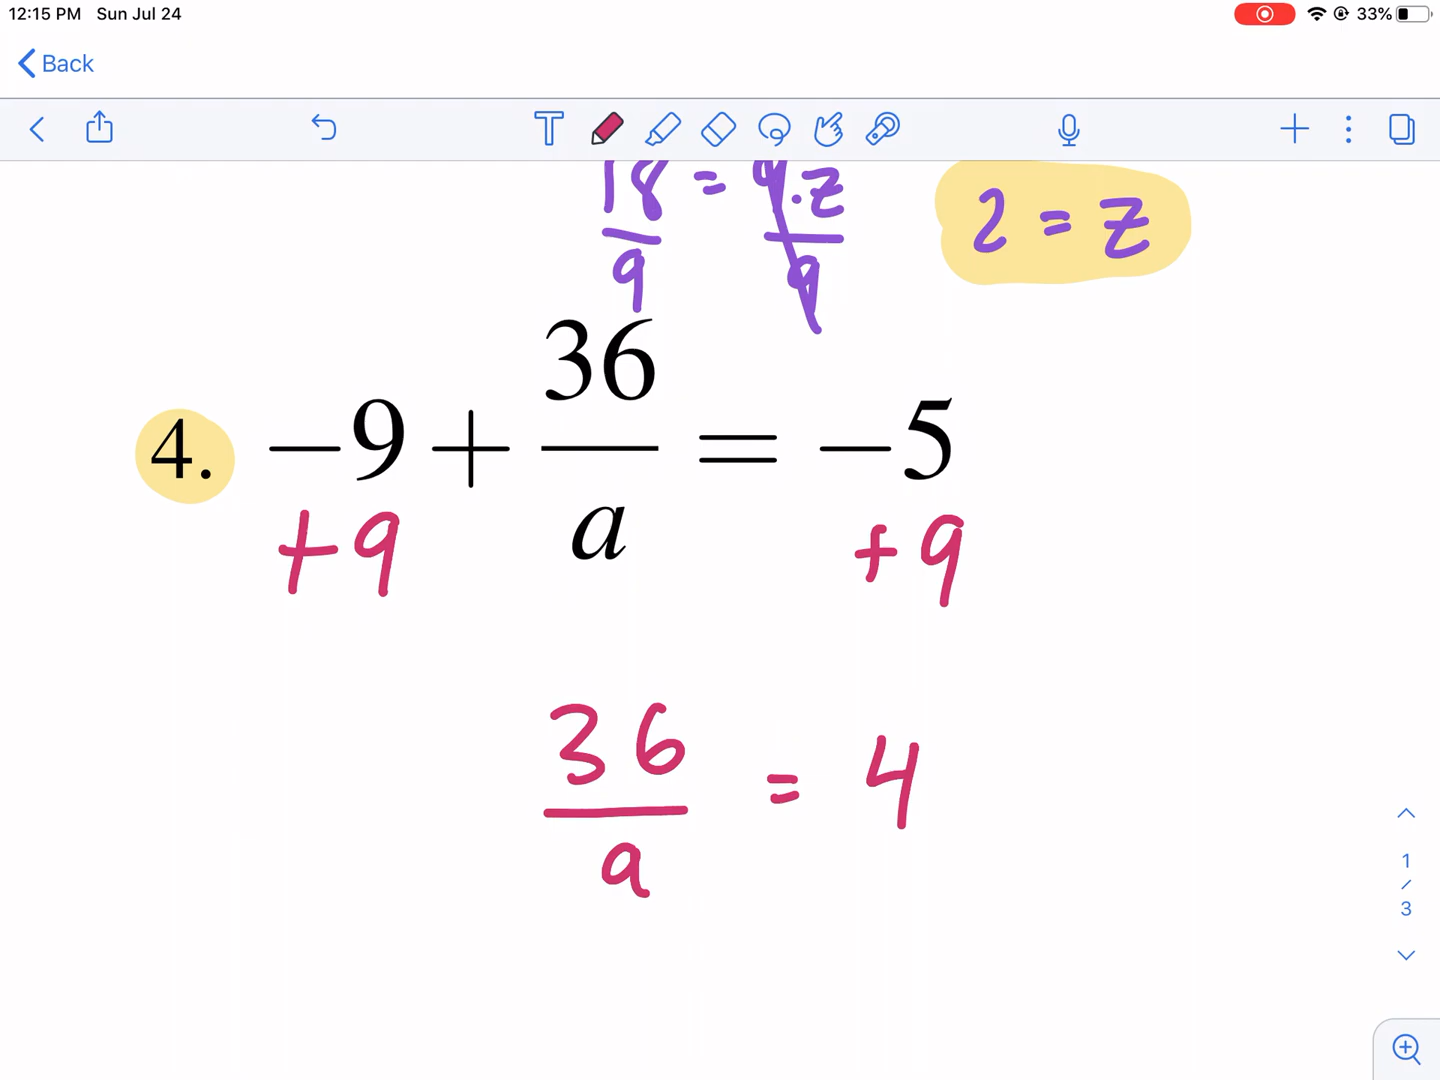 12:15 PM Sun Jul 24 33%
Back
T
18 = 9.z 2 = z
9 9
36
4. -9 + — = -5
a
+9 +9
36
— = 4
a
1
/
3